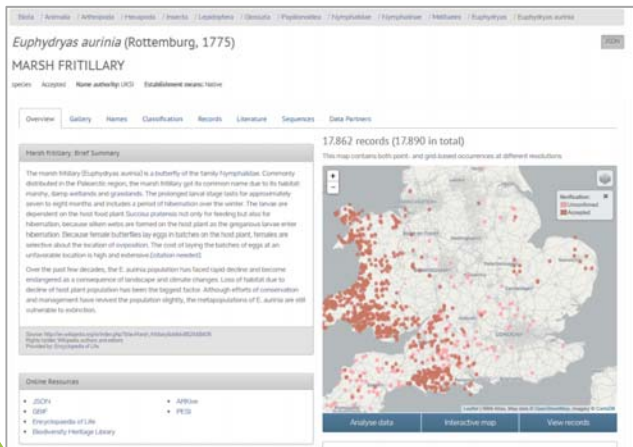 Biota / Animalia / Arthropoda / Hexapoda / Insecta / Lepidoptera / Glossata / Papilionoidea / Nymphalidae / Nymphalinae / Melitaeini / Euphydryas / Euphydryas aurinia
Euphydryas aurinia (Rottemburg, 1775)
JSON
MARSH FRITILLARY
species Accepted Name authority: UKSI Establishment means: Native
Overview Gallery Names Classification Records Literature Sequences Data Partners
Marsh fritillary; Brief Summary
The marsh fritillary (Euphydryas aurinia) is a butterfly of the family Nymphalidae. Commonly
distributed in the Palearctic region, the marsh fritillary got its common name due to its habitat:
marshy, damp wetlands and grasslands. The prolonged larval stage lasts for approximately
seven to eight months and includes a period of hibernation over the winter. The larvae are
dependent on the host food plant Succisa pratensis not only for feeding but also for
hibernation, because silken webs are formed on the host plant as the gregarious larvae enter
hibernation. Because female butterflies lay eggs in batches on the host plant, females are
selective about the location of oviposition. The cost of laying the batches of eggs at an
unfavorable location is high and extensive.[citation needed]
Over the past few decades, the E. aurinia population has faced rapid decline and become
endangered as a consequence of landscape and climate changes. Loss of habitat due to
decline of host plant population has been the biggest factor. Although efforts of conservation
and management have revived the population slightly, the metapopulations of E. aurinia are still
vulnerable to extinction.
Rights holder: Wikipedia authors and editors
Provided by: Encyclopedia of Life
Online Resources
JSON
GBIF
Encyclopaedia of Life
Biodiversity Heritage Library
PESI
17.862 records (17.890 in total)
This map contains both point- and grid-based occurrences at different resolutions
+
−
Verification:
Unconfirmed
Accepted
Leaflet
Analyse data Interactive map View records